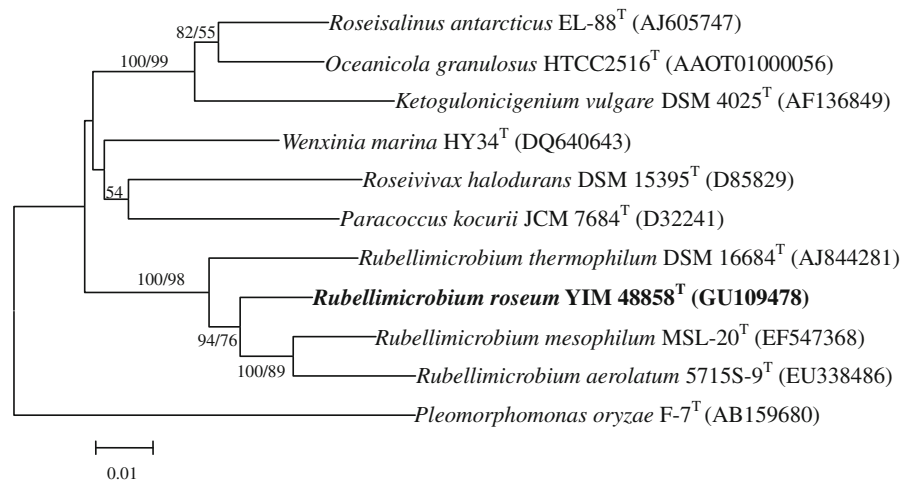 Roseisalinus antarcticus EL-88T (AJ605747)
82/55
100/99
Oceanicola granulosus HTCC2516T (AAOT01000056)
Ketogulonicigenium vulgare DSM 4025T (AF136849)
Wenxinia marina HY34T (DQ640643)
Roseivivax halodurans DSM 15395T (D85829)
54
Paracoccus kocurii JCM 7684T (D32241)
Rubellimicrobium thermophilum DSM 16684T (AJ844281)
100/98
Rubellimicrobium roseum YIM 48858T (GU109478)
94/76
Rubellimicrobium mesophilum MSL-20T (EF547368)
100/89
Rubellimicrobium aerolatum 5715S-9T (EU338486)
Pleomorphomonas oryzae F-7T (AB159680)
0.01